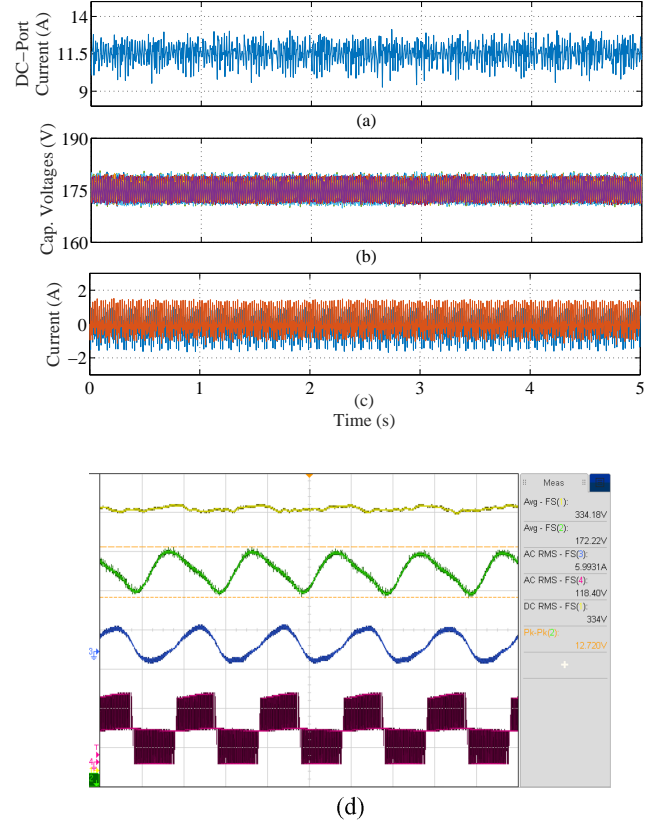 DC−Port
Current (A)
14
11.5
9
(a)
Cap. Voltages (V)
190
175
160
(b)
Current (A)
2
0
−2
0 1 2 3 4 5
(c)
Time (s)
Meas
Avg - FS( ):
334.18V
Avg - FS(2):
172.22V
AC RMS - FS(3):
5.9931A
AC RMS - FS(4):
118.40V
DC RMS - FS( ):
334V
Pk-Pk(2):
12.720V
3
T
4
(d)